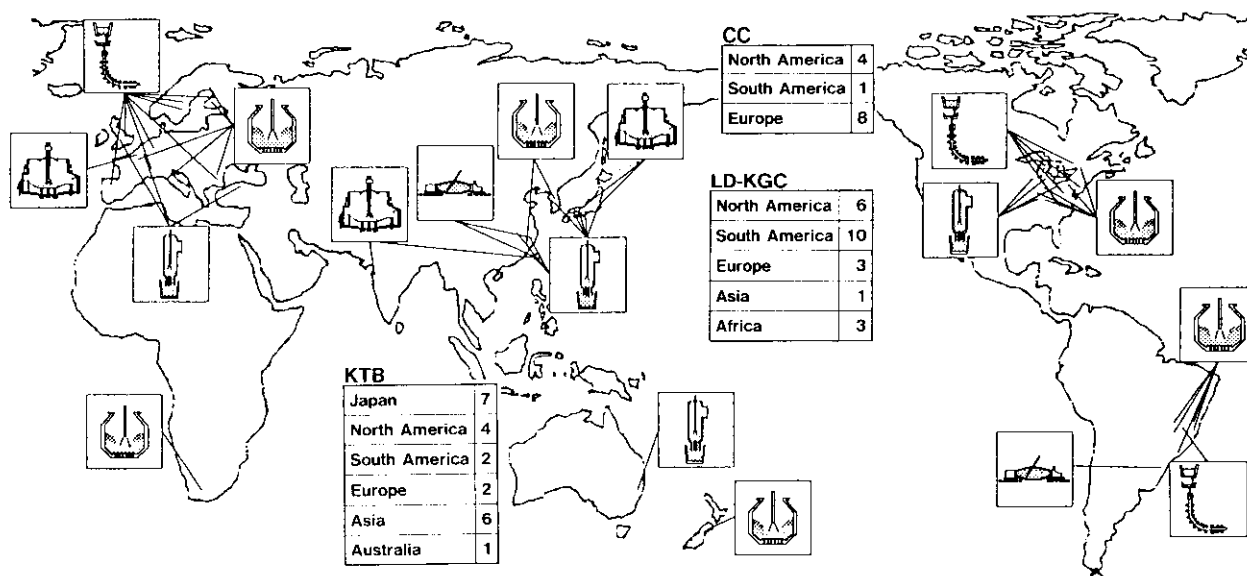 CC
North America 4
South America 1
Europe 8
LD-KGC
North America 6
South America 10
Europe 3
Asia 1
Africa 3
KTB
Japan 7
North America 4
South America 2
Europe 2
Asia 6
Australia 1